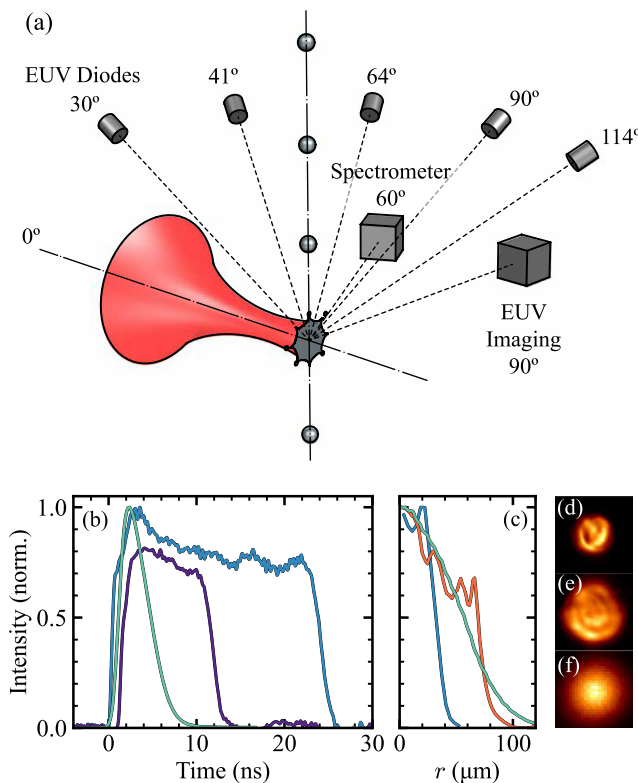 (a)
EUV Diodes
30º
41º
64º
90º
114º
Spectrometer
60º
0º
EUV
Imaging
90º
(b)
(c)
(d)
(e)
(f)
Intensity (norm.)
1.0
0.5
0.0
0
10
20
30
Time (ns)
0
100
r (μm)